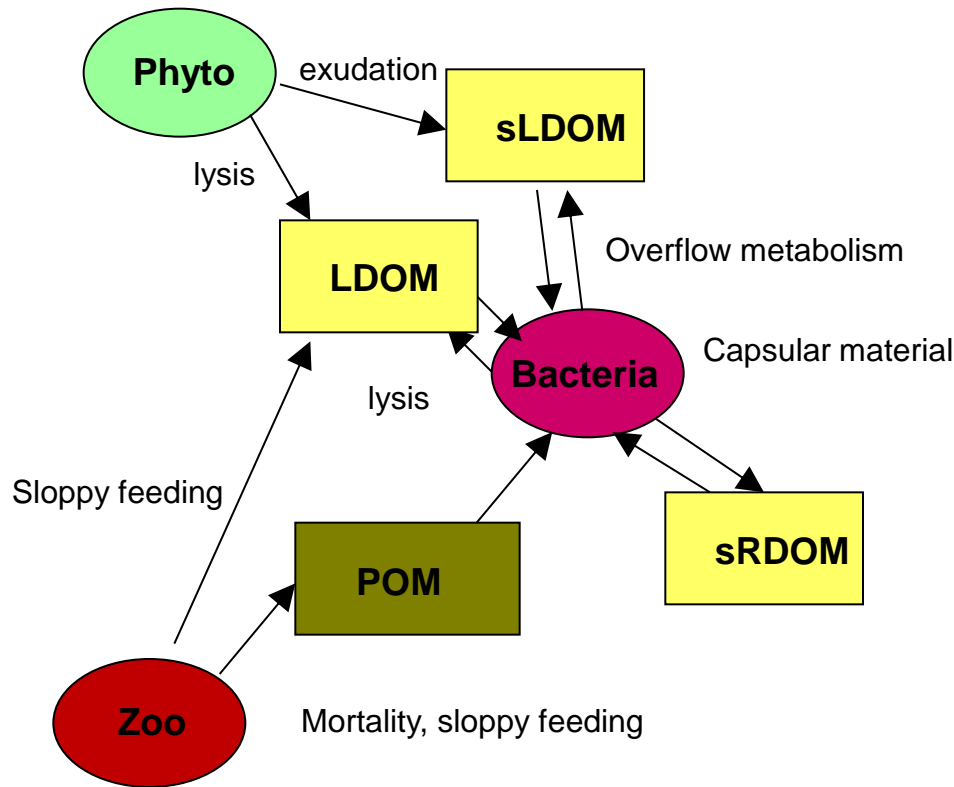 Phyto
exudation
sLDOM
lysis
Overflow metabolism
LDOM
Capsular material
Bacteria
lysis
Sloppy feeding
sRDOM
POM
Zoo
Mortality, sloppy feeding